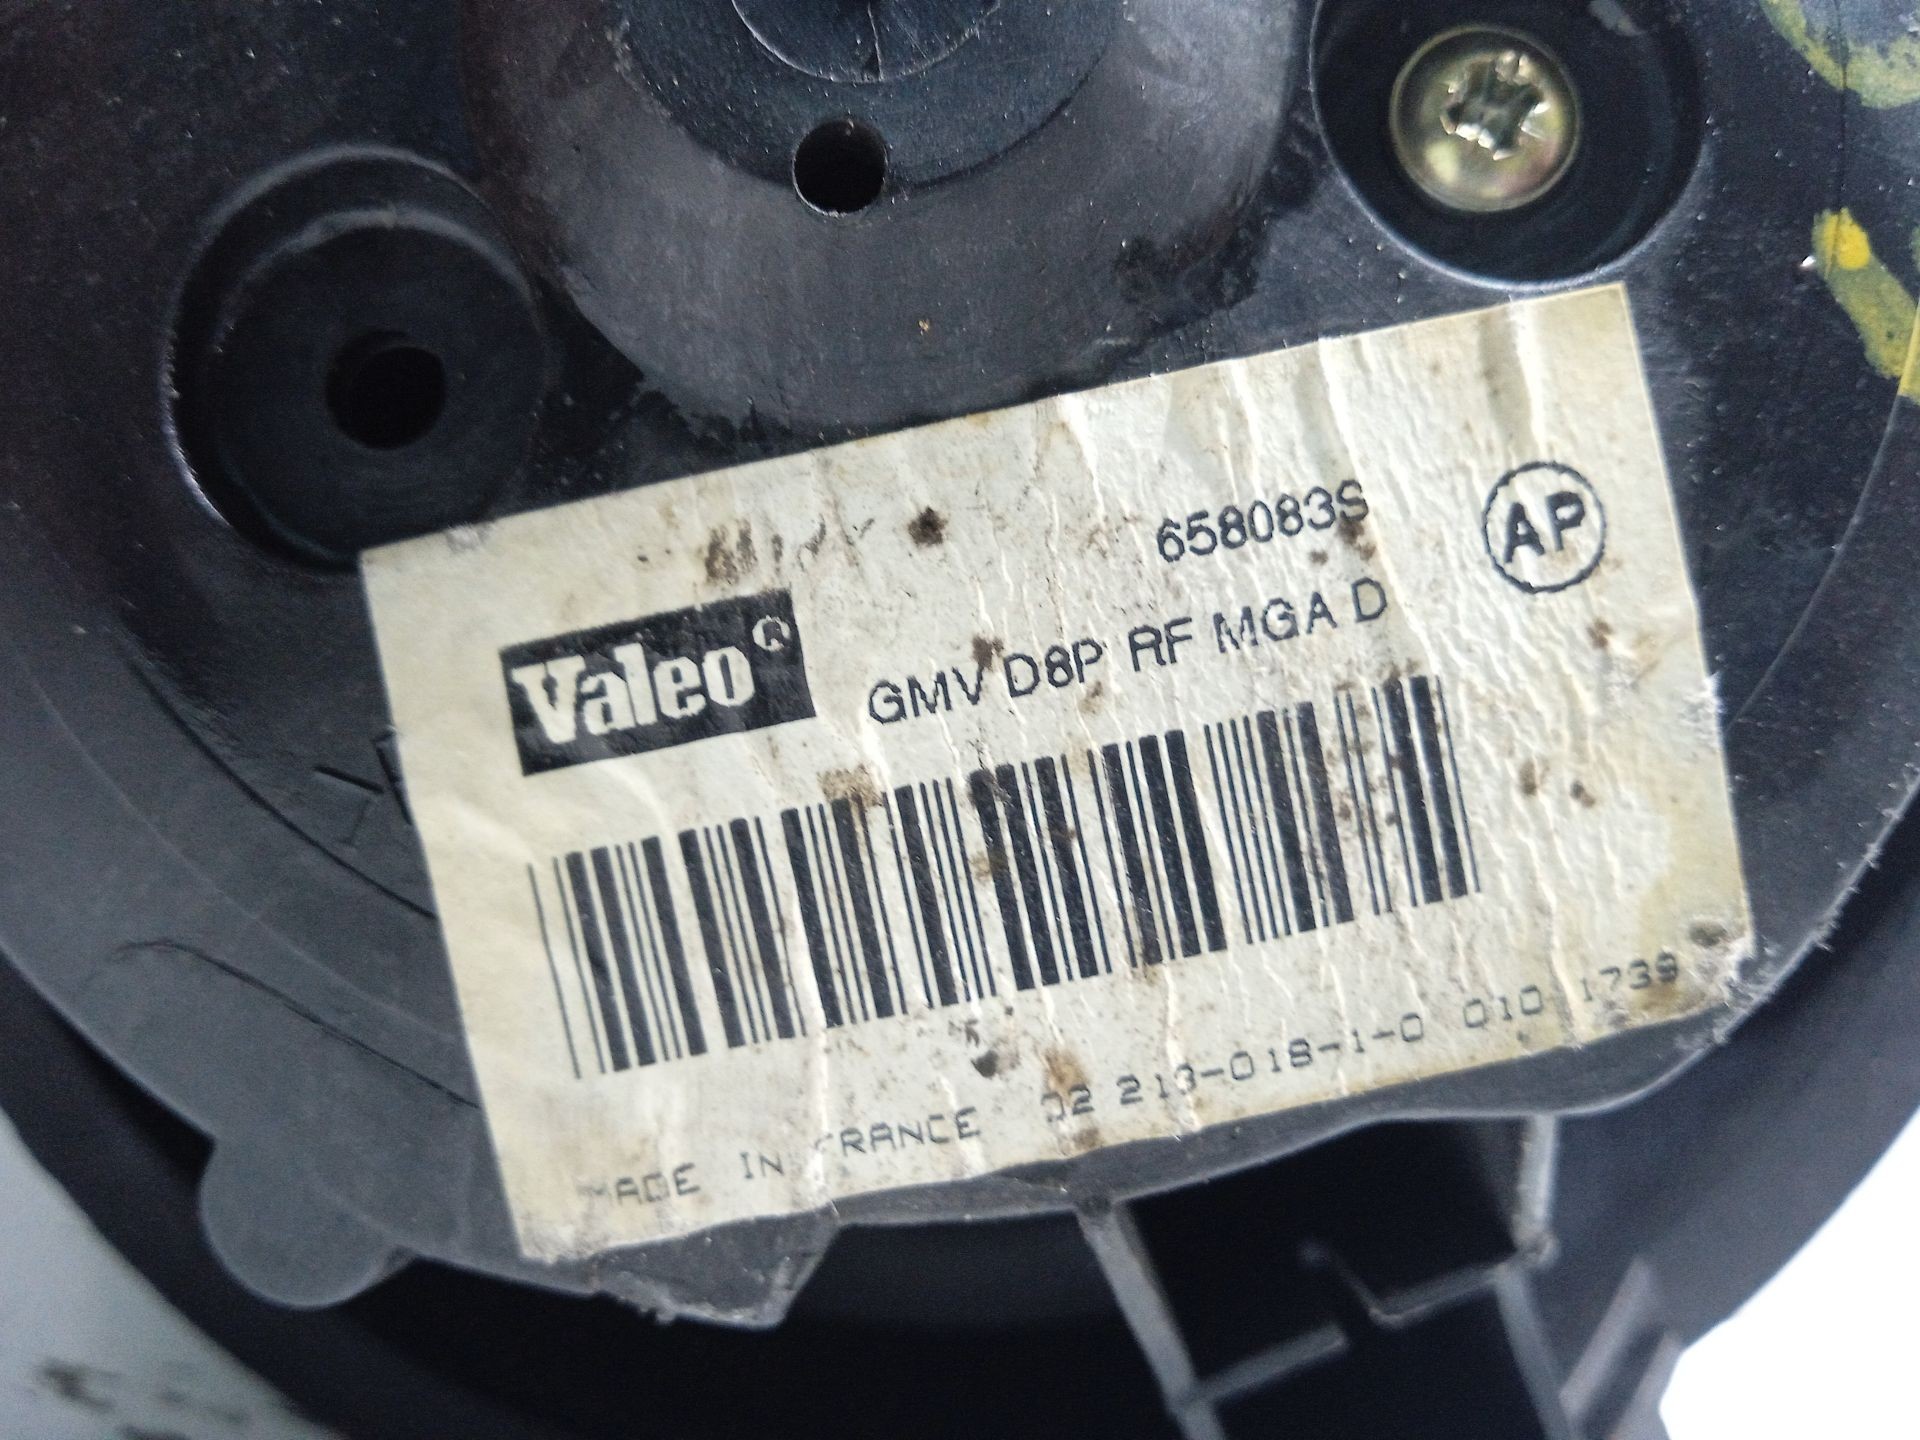 658083S
AP
Valeo®
GMV D8P RF MGA D
MADE IN FRANCE 02 213-018-1-0 010 1739